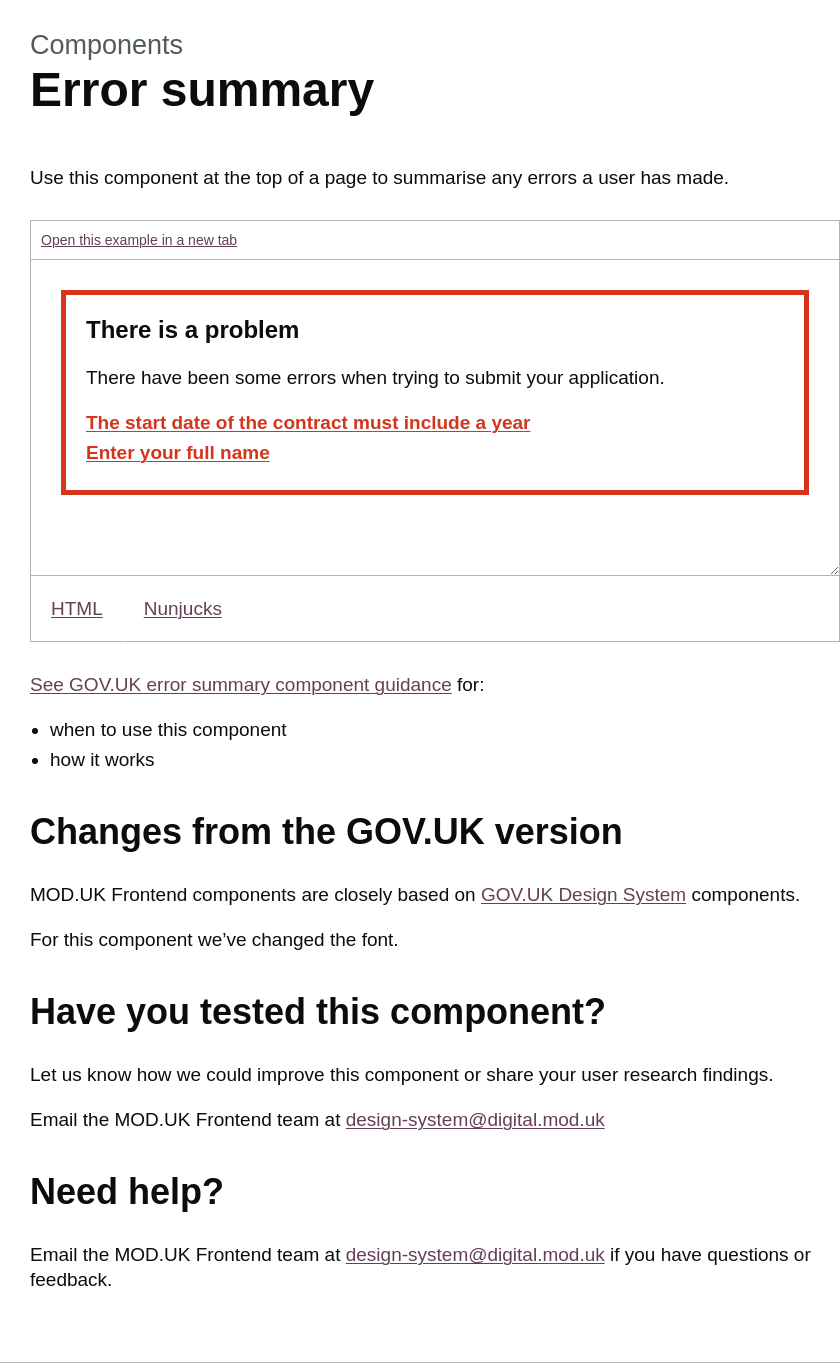 Components
Error summary
Use this component at the top of a page to summarise any errors a user has made.
Open this example in a new tab
There is a problem
There have been some errors when trying to submit your application.
The start date of the contract must include a year
Enter your full name
HTML Nunjucks
See GOV.UK error summary component guidance for:
• when to use this component
• how it works
Changes from the GOV.UK version
MOD.UK Frontend components are closely based on GOV.UK Design System components.
For this component we’ve changed the font.
Have you tested this component?
Let us know how we could improve this component or share your user research findings.
Email the MOD.UK Frontend team at design-system@digital.mod.uk
Need help?
Email the MOD.UK Frontend team at design-system@digital.mod.uk if you have questions or
feedback.